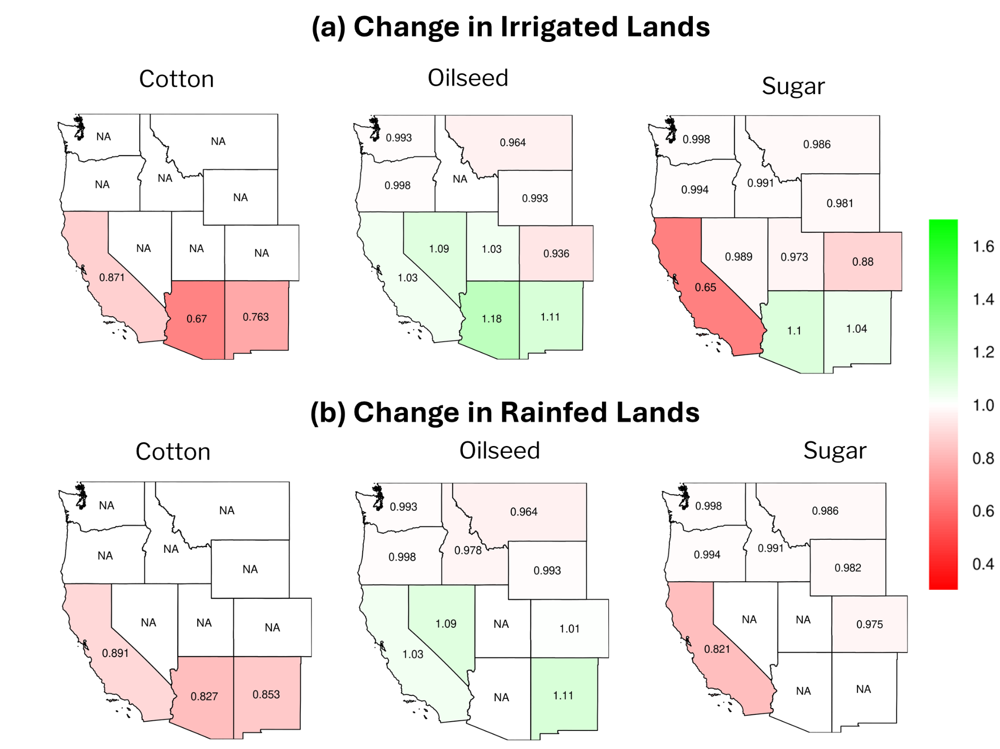 (a) Change in Irrigated Lands
Cotton
Oilseed
Sugar
NA
NA
NA
NA
NA
NA
NA
NA
0.871
0.67
0.763
0.993
0.964
0.998
NA
0.993
1.09
1.03
0.936
1.03
1.18
1.11
0.998
0.986
0.994
0.991
0.981
0.989
0.973
0.88
0.65
1.1
1.04
1.6
1.4
1.2
1.0
0.8
0.6
0.4
(b) Change in Rainfed Lands
Cotton
Oilseed
Sugar
NA
NA
NA
NA
NA
NA
NA
NA
0.891
0.827
0.853
0.993
0.964
0.998
0.978
0.993
1.09
NA
1.01
1.03
NA
1.11
0.998
0.986
0.994
0.991
0.982
NA
NA
0.975
0.821
NA
NA